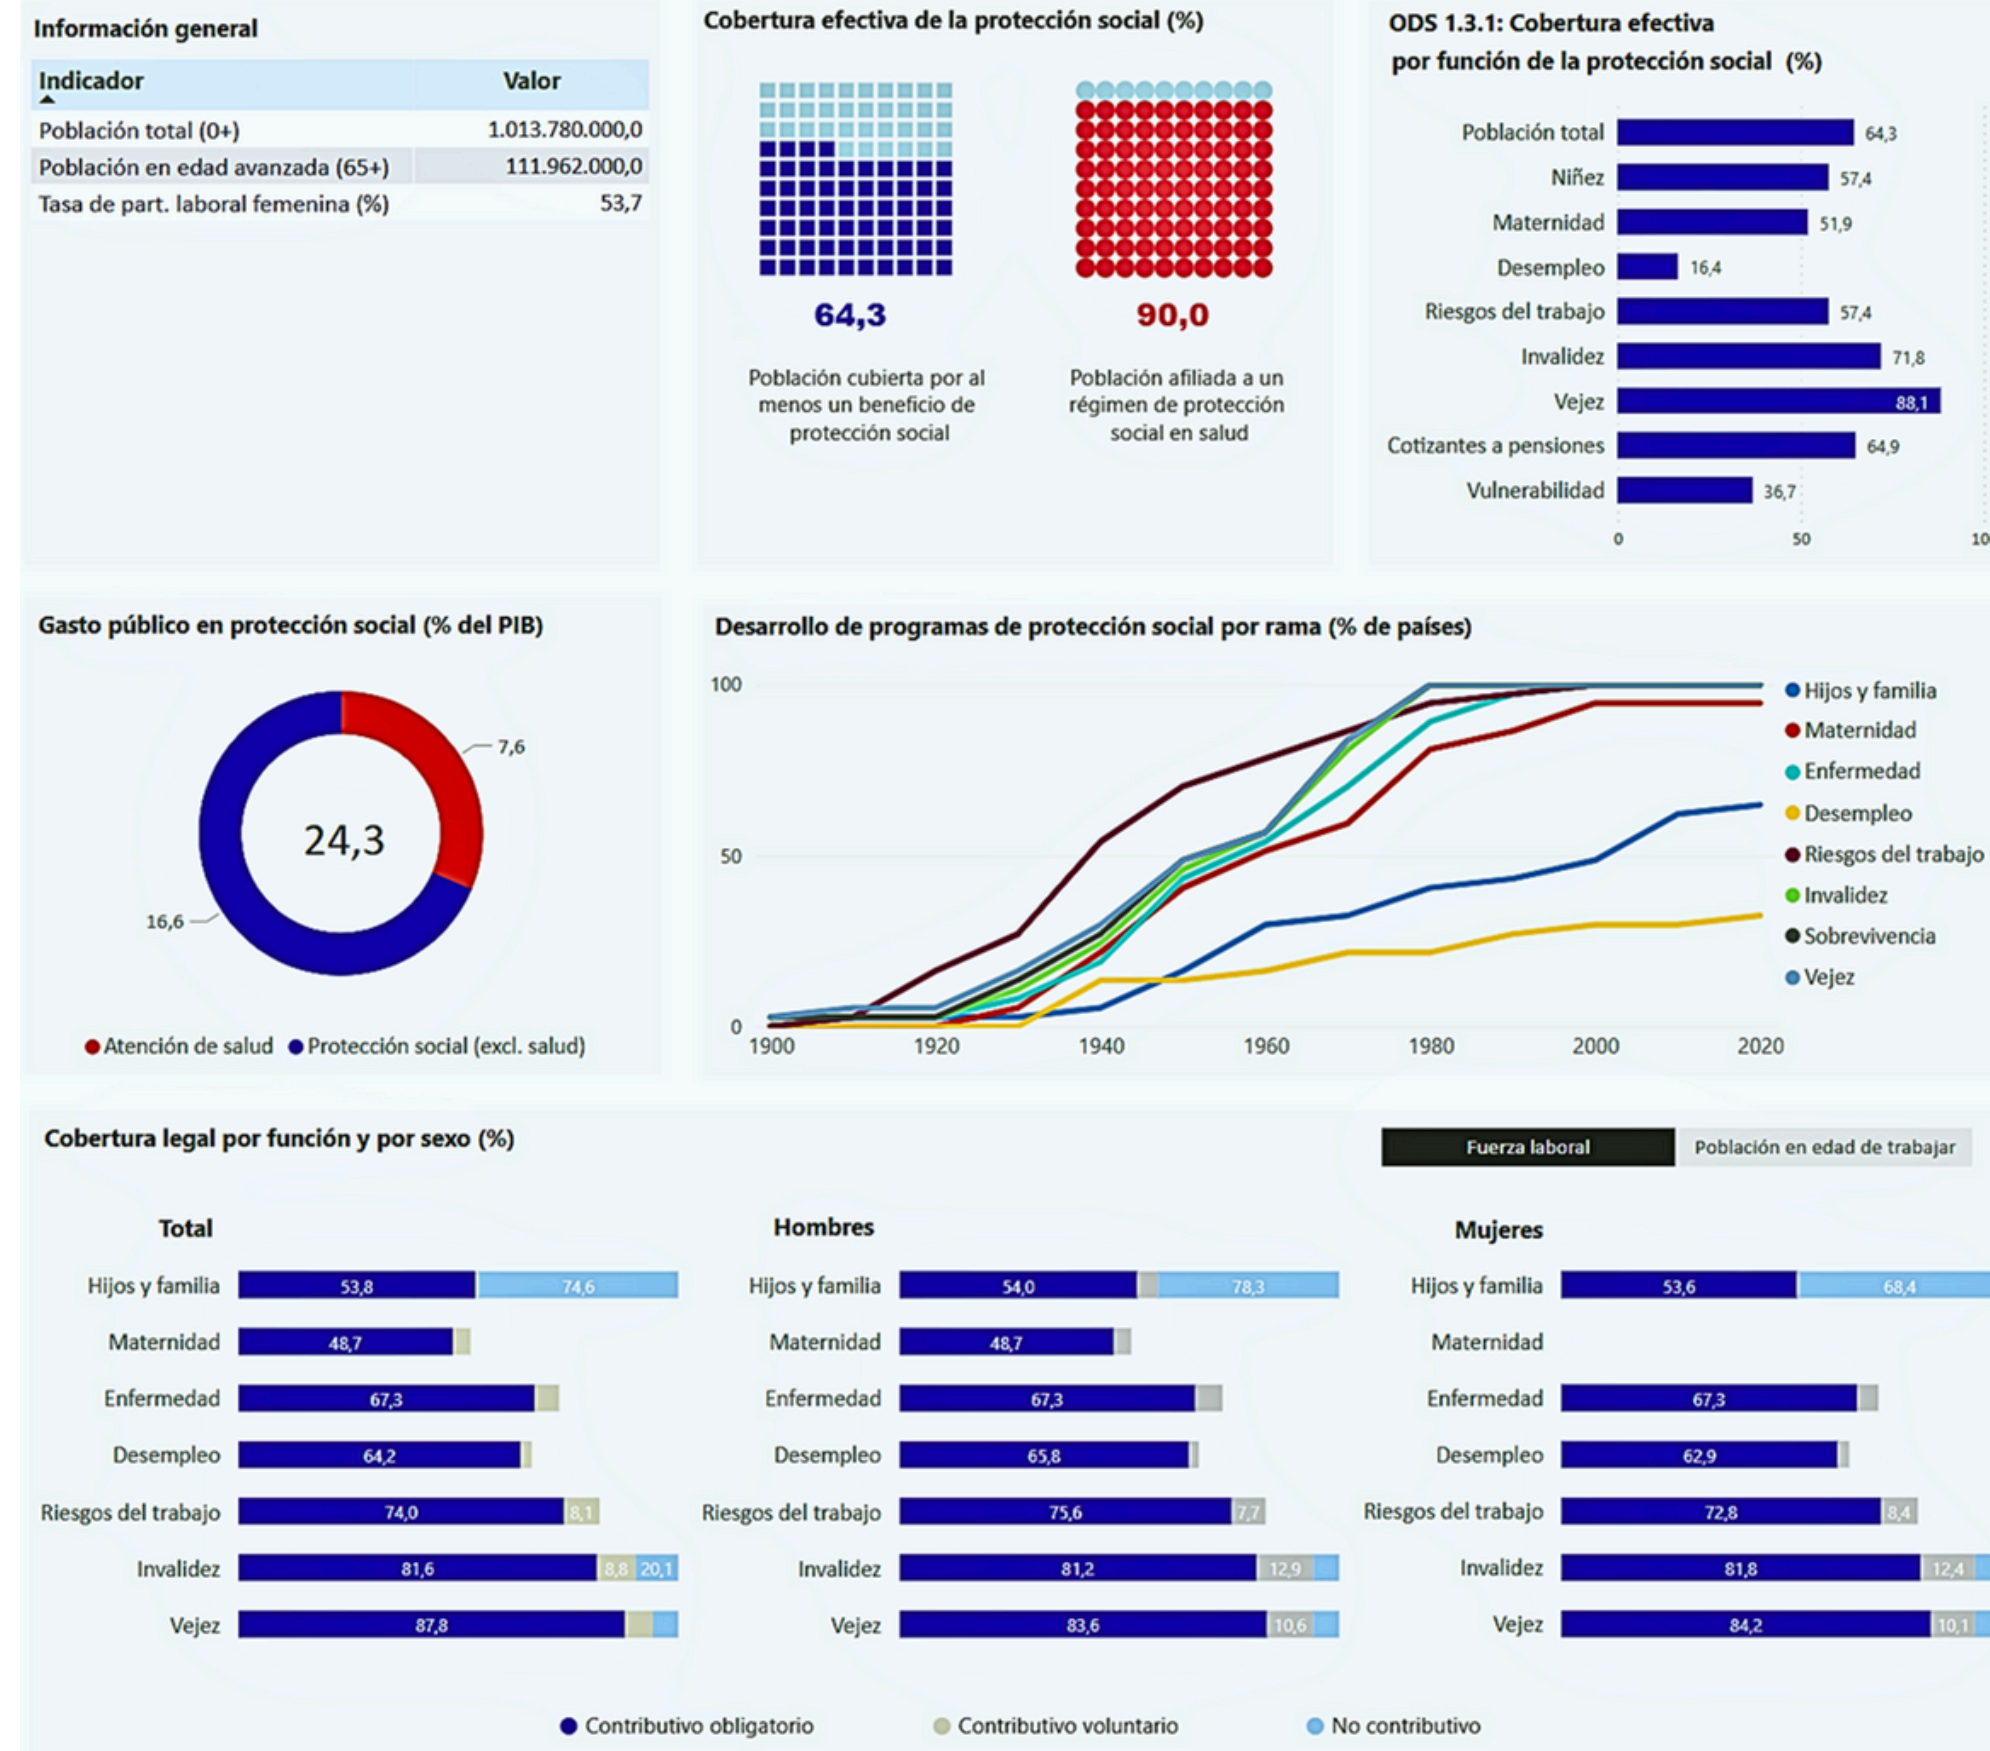 Información general
Indicador Valor
Población total (0+) 1.013.780.000,0
Población en edad avanzada (65+) 111.962.000,0
Tasa de part. laboral femenina (%) 53,7
Cobertura efectiva de la protección social (%)
64,3
Población cubierta por al
menos un beneficio de
protección social
90,0
Población afiliada a un
régimen de protección
social en salud
ODS 1.3.1: Cobertura efectiva
por función de la protección social (%)
Población total 64,3
Niñez 57,4
Maternidad 51,9
Desempleo 16,4
Riesgos del trabajo 57,4
Invalidez 71,8
Vejez 88,1
Cotizantes a pensiones 64,9
Vulnerabilidad 36,7
0 50 10
Gasto público en protección social (% del PIB)
7,6
24,3
16,6
Atención de salud Protección social (excl. salud)
Desarrollo de programas de protección social por rama (% de países)
100
50
0
1900 1920 1940 1960 1980 2000 2020
Hijos y familia
Maternidad
Enfermedad
Desempleo
Riesgos del trabajo
Invalidez
Sobrevivencia
Vejez
Cobertura legal por función y por sexo (%)
Fuerza laboral Población en edad de trabajar
Total
Hijos y familia 53,8 74,6
Maternidad 48,7
Enfermedad 67,3
Desempleo 64,2
Riesgos del trabajo 74,0 8,1
Invalidez 81,6 8,8 20,1
Vejez 87,8
Hombres
Hijos y familia 54,0 78,3
Maternidad 48,7
Enfermedad 67,3
Desempleo 65,8
Riesgos del trabajo 75,6 7,7
Invalidez 81,2 12,9
Vejez 83,6 10,6
Mujeres
Hijos y familia 53,6 68,4
Maternidad
Enfermedad 67,3
Desempleo 62,9
Riesgos del trabajo 72,8 8,4
Invalidez 81,8 12,4
Vejez 84,2 10,1
Contributivo obligatorio Contributivo voluntario No contributivo